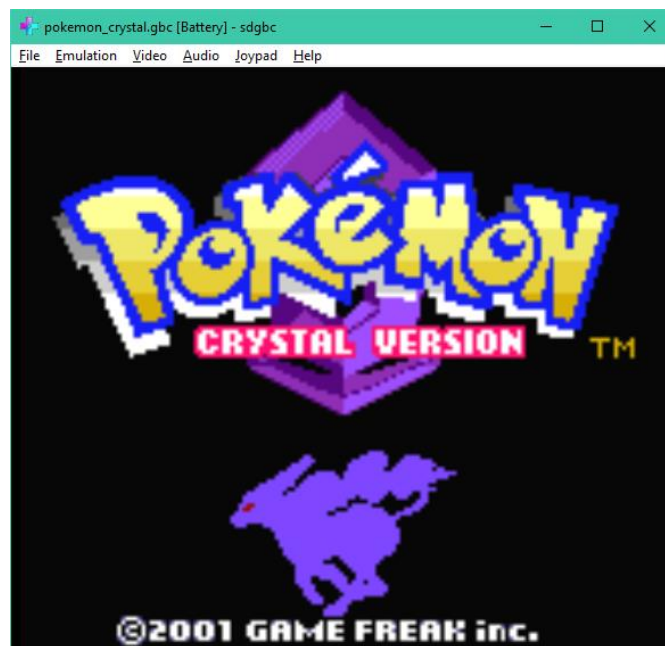 pokemon_crystal.gbc [Battery] - sdgbc
File Emulation Video Audio Joypad Help
POKéMON
CRYSTAL VERSION TM
©2001 GAME FREAK inc.